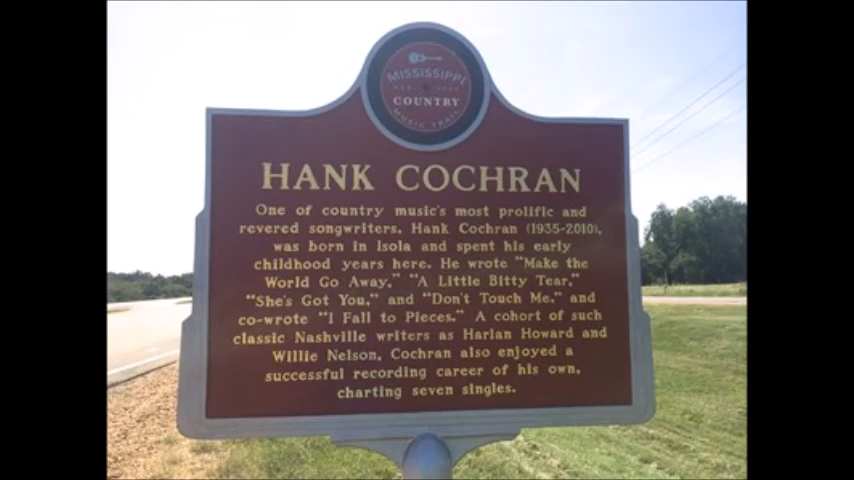 MISSISSIPPI
COUNTRY
MUSIC TRAIL
HANK COCHRAN
One of country music's most prolific and
revered songwriters, Hank Cochran (1935-2010),
was born in Isola and spent his early
childhood years here. He wrote "Make the
World Go Away," "A Little Bitty Tear,"
"She's Got You," and "Don't Touch Me," and
co-wrote "I Fall to Pieces." A cohort of such
classic Nashville writers as Harlan Howard and
Willie Nelson, Cochran also enjoyed a
successful recording career of his own,
charting seven singles.